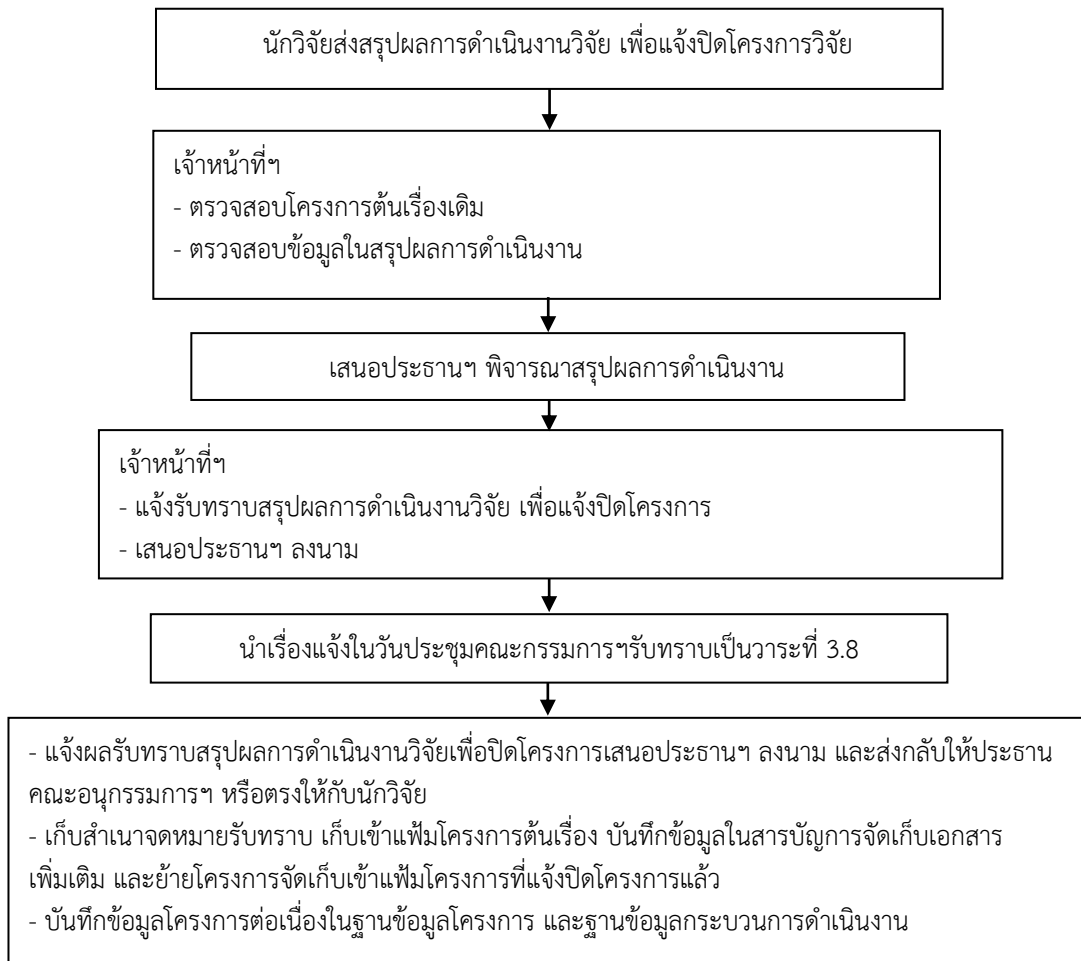 นักวิจัยส่งสรุปผลการดำเนินงานวิจัย เพื่อแจ้งปิดโครงการวิจัย
เจ้าหน้าที่ฯ
- ตรวจสอบโครงการต้นเรื่องเดิม
- ตรวจสอบข้อมูลในสรุปผลการดำเนินงาน
เสนอประธานฯ พิจารณาสรุปผลการดำเนินงาน
เจ้าหน้าที่ฯ
- แจ้งรับทราบสรุปผลการดำเนินงานวิจัย เพื่อแจ้งปิดโครงการ
- เสนอประธานฯ ลงนาม
นำเรื่องแจ้งในวันประชุมคณะกรรมการฯรับทราบเป็นวาระที่ 3.8
- แจ้งผลรับทราบสรุปผลการดำเนินงานวิจัยเพื่อปิดโครงการเสนอประธานฯ ลงนาม และส่งกลับให้ประธาน
คณะอนุกรรมการฯ หรือตรงให้กับนักวิจัย
- เก็บสำเนาจดหมายรับทราบ เก็บเข้าแฟ้มโครงการต้นเรื่อง บันทึกข้อมูลในสารบัญการจัดเก็บเอกสาร
เพิ่มเติม และย้ายโครงการจัดเก็บเข้าแฟ้มโครงการที่แจ้งปิดโครงการแล้ว
- บันทึกข้อมูลโครงการต่อเนื่องในฐานข้อมูลโครงการ และฐานข้อมูลกระบวนการดำเนินงาน